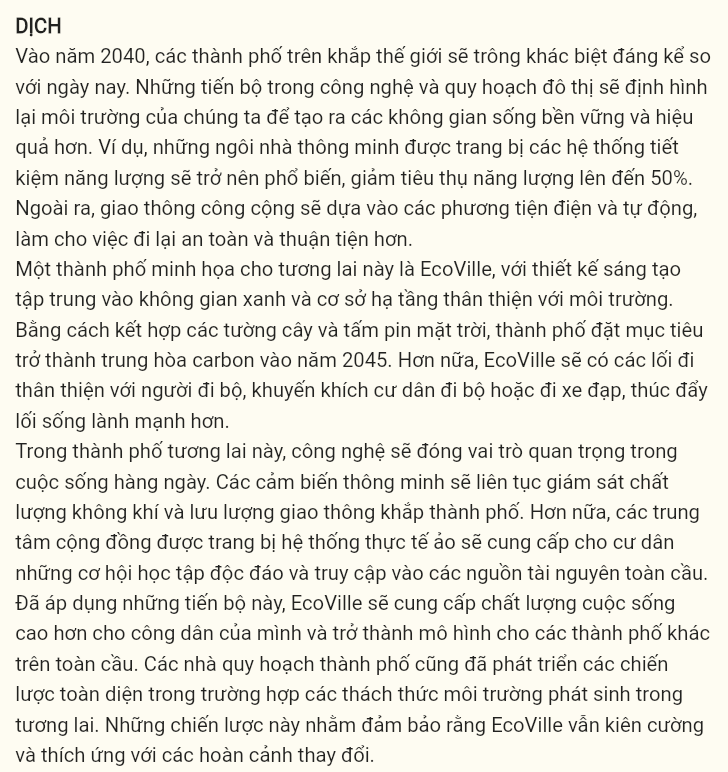 DỊCH
Vào năm 2040, các thành phố trên khắp thế giới sẽ trông khác biệt đáng kể so
với ngày nay. Những tiến bộ trong công nghệ và quy hoạch đô thị sẽ định hình
lại môi trường của chúng ta để tạo ra các không gian sống bền vững và hiệu
quả hơn. Ví dụ, những ngôi nhà thông minh được trang bị các hệ thống tiết
kiệm năng lượng sẽ trở nên phổ biến, giảm tiêu thụ năng lượng lên đến 50%.
Ngoài ra, giao thông công cộng sẽ dựa vào các phương tiện điện và tự động,
làm cho việc đi lại an toàn và thuận tiện hơn.
Một thành phố minh họa cho tương lai này là EcoVille, với thiết kế sáng tạo
tập trung vào không gian xanh và cơ sở hạ tầng thân thiện với môi trường.
Bằng cách kết hợp các tường cây và tấm pin mặt trời, thành phố đặt mục tiêu
trở thành trung hòa carbon vào năm 2045. Hơn nữa, EcoVille sẽ có các lối đi
thân thiện với người đi bộ, khuyến khích cư dân đi bộ hoặc đi xe đạp, thúc đẩy
lối sống lành mạnh hơn.
Trong thành phố tương lai này, công nghệ sẽ đóng vai trò quan trọng trong
cuộc sống hàng ngày. Các cảm biến thông minh sẽ liên tục giám sát chất
lượng không khí và lưu lượng giao thông khắp thành phố. Hơn nữa, các trung
tâm cộng đồng được trang bị hệ thống thực tế ảo sẽ cung cấp cho cư dân
những cơ hội học tập độc đáo và truy cập vào các nguồn tài nguyên toàn cầu.
Đã áp dụng những tiến bộ này, EcoVille sẽ cung cấp chất lượng cuộc sống
cao hơn cho công dân của mình và trở thành mô hình cho các thành phố khác
trên toàn cầu. Các nhà quy hoạch thành phố cũng đã phát triển các chiến
lược toàn diện trong trường hợp các thách thức môi trường phát sinh trong
tương lai. Những chiến lược này nhằm đảm bảo rằng EcoVille vẫn kiên cường
và thích ứng với các hoàn cảnh thay đổi.